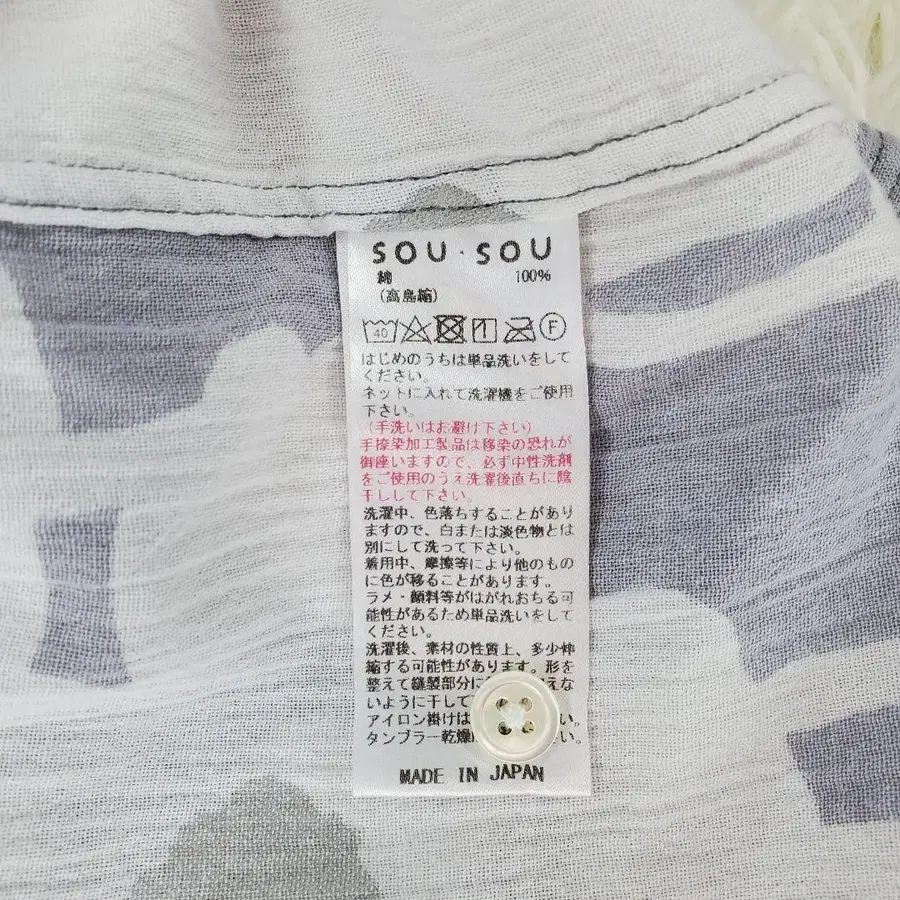 SOU・SOU
綿 100%
（高島縮）
40 F
はじめのうちは単品洗いをして
ください。
ネットに入れて洗濯機をご使用
下さい。
（手洗いはお避け下さい）
手捺染加工製品は移染の恐れが
御座いますので、必ず中性洗剤
をご使用のうえ洗濯後直ちに陰
干しして下さい。
洗濯中、色落ちすることがあり
ますので、白または淡色物とは
別にして洗って下さい。
着用中、摩擦等により他のもの
に色が移ることがあります。
ラメ・顔料等がはがれおちる可
能性があるため単品洗いをして
ください。
洗濯後、素材の性質上、多少伸
縮する可能性があります。形を
整えて縫製部分に えな
いように干して
アイロン掛けは い。
タンブラー乾燥 い。
MADE IN JAPAN